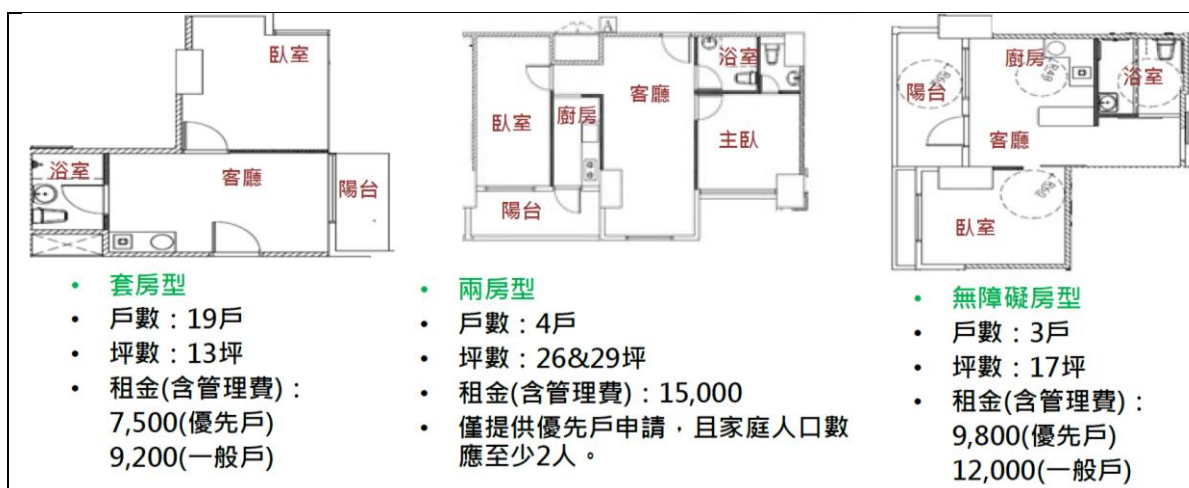 臥室
浴室
客廳
陽台
套房型
戶數：19戶
坪數：13坪
租金(含管理費)：
7,500(優先戶)
9,200(一般戶)
A
浴室
客廳
廚房
臥室
主臥
陽台
兩房型
戶數：4戶
坪數：26&29坪
租金(含管理費)：15,000
僅提供優先戶申請，且家庭人口數
應至少2人。
廚房
浴室
陽台
客廳
臥室
無障礙房型
戶數：3戶
坪數：17坪
租金(含管理費)：
9,800(優先戶)
12,000(一般戶)